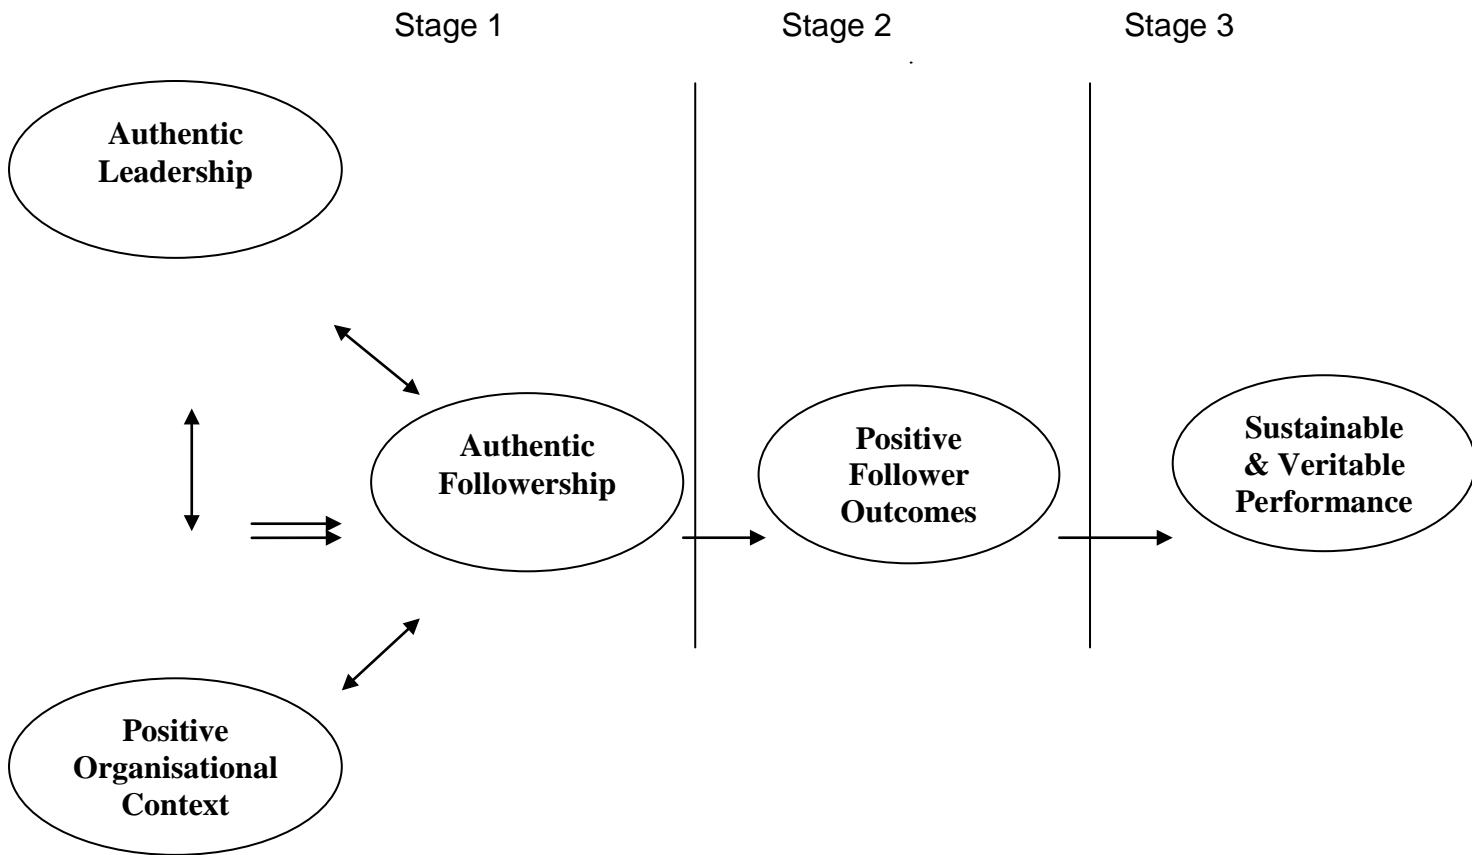 Stage 1
Stage 2
Stage 3
Authentic
Leadership
Authentic
Followership
Positive
Follower
Outcomes
Sustainable
& Veritable
Performance
Positive
Organisational
Context